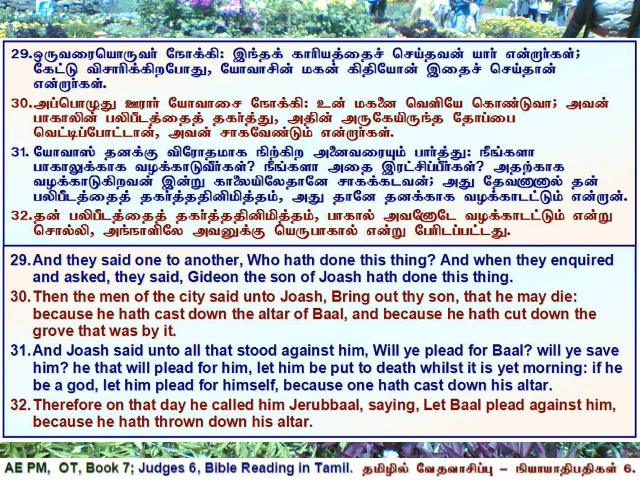 29.ஒருவரையொருவர் நோக்கி: இந்தக் காரியத்தைச் செய்தவன் யார் என்றார்கள்;
கேட்டு விசாரிக்கிறபோது, யோவாசின் மகன் கிதியோன் இதைச் செய்தான்
என்றார்கள்.
30.அப்பொழுது ஊரார் யோவாசை நோக்கி: உன் மகனை வெளியே கொண்டுவா; அவன்
பாகாலின் பலிபீடத்தைத் தகர்த்து, அதின் அருகேயிருந்த தோப்பை
வெட்டிப்போட்டான், அவன் சாகவேண்டும் என்றார்கள்.
31. யோவாஸ் தனக்கு விரோதமாக நிற்கிற அனைவரையும் பார்த்து: நீங்களா
பாகாலுக்காக வழக்காடுவீர்கள்? நீங்களா அதை இரட்சிப்பீர்கள்? அதற்காக
வழக்காடுகிறவன் இன்று காலையிலேதானே சாகக்கடவன்; அது தேவனானால் தன்
பலிபீடத்தைத் தகர்த்ததினிமித்தம், அது தானே தனக்காக வழக்காடட்டும் என்றான்.
32.தன் பலிபீடத்தைத் தகர்த்ததினிமித்தம், பாகால் அவனோடே வழக்காடட்டும் என்று
சொல்லி, அந்நாளிலே அவனுக்கு யெருபாகால் என்று பேரிடப்பட்டது.
29.And they said one to another, Who hath done this thing? And when they enquired
and asked, they said, Gideon the son of Joash hath done this thing.
30. Then the men of the city said unto Joash, Bring out thy son, that he may die:
because he hath cast down the altar of Baal, and because he hath cut down the
grove that was by it.
31. And Joash said unto all that stood against him, Will ye plead for Baal? will ye save
him? he that will plead for him, let him be put to death whilst it is yet morning: if he
be a god, let him plead for himself, because one hath cast down his altar.
32. Therefore on that day he called him Jerubbaal, saying, Let Baal plead against him,
because he hath thrown down his altar.
AE PM, OT, Book 7; Judges 6, Bible Reading in Tamil. தமிழில் வேதவாசிப்பு – நியாயாதிபதிகள் 6.